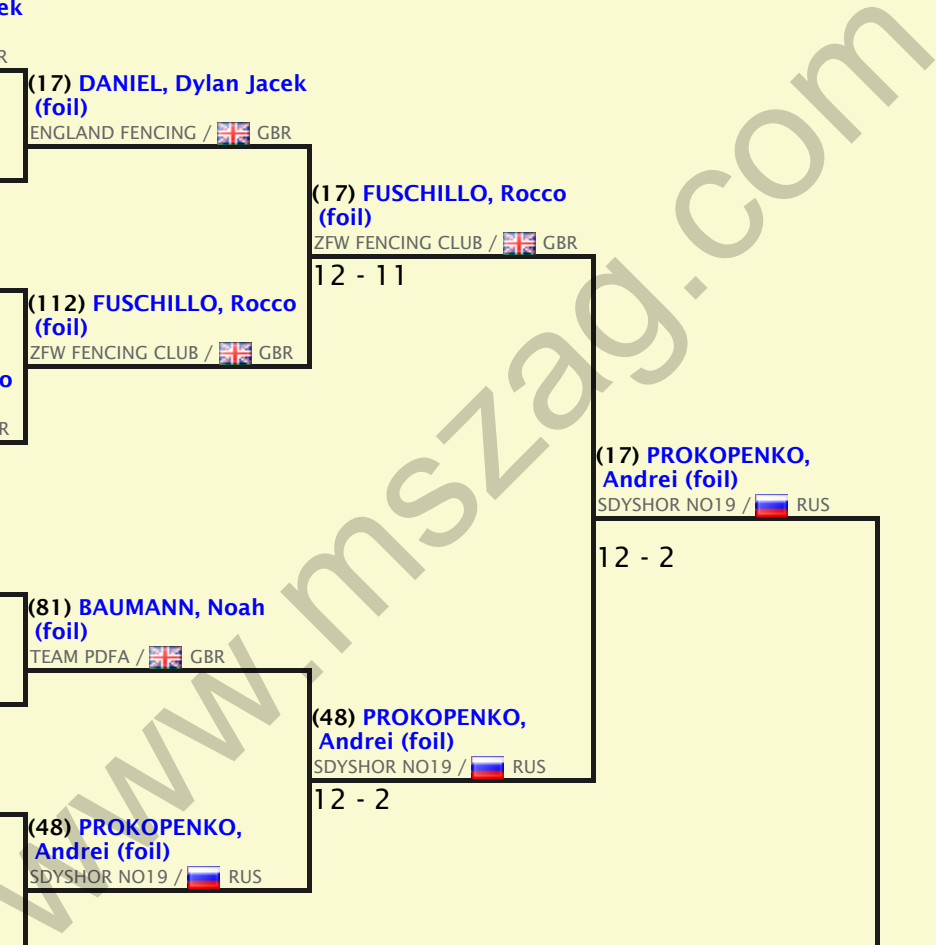 ek
R
(17) DANIEL, Dylan Jacek
(foil)
ENGLAND FENCING / GBR
(17) FUSCHILLO, Rocco
(foil)
ZFW FENCING CLUB / GBR
12 - 11
(112) FUSCHILLO, Rocco
(foil)
ZFW FENCING CLUB / GBR
o
R
(17) PROKOPENKO,
Andrei (foil)
SDYSHOR NO19 / RUS
12 - 2
(81) BAUMANN, Noah
(foil)
TEAM PDFA / GBR
(48) PROKOPENKO,
Andrei (foil)
SDYSHOR NO19 / RUS
12 - 2
(48) PROKOPENKO,
Andrei (foil)
SDYSHOR NO19 / RUS
www.mszag.com